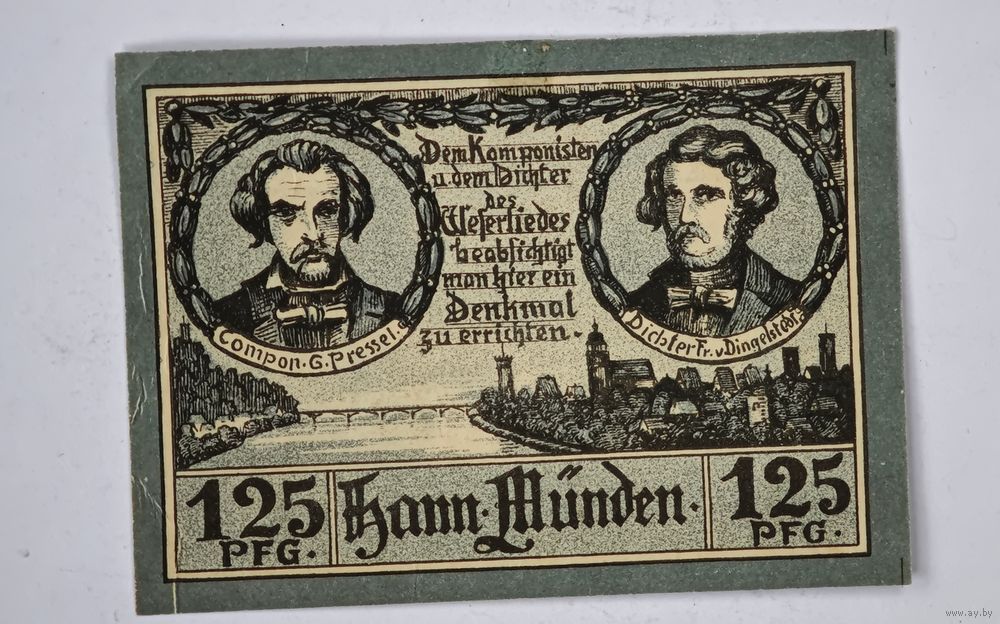 Dem Komponisten
u. dem Dichter
des
Weserliedes
beabsichtigt
man hier ein
Denkmal
zu errichten.
Compon. G. Pressel.
Dichter Fr. v Dingelstedt.
125
PFG.
Hann. Münden.
125
PFG.
www.ay.by